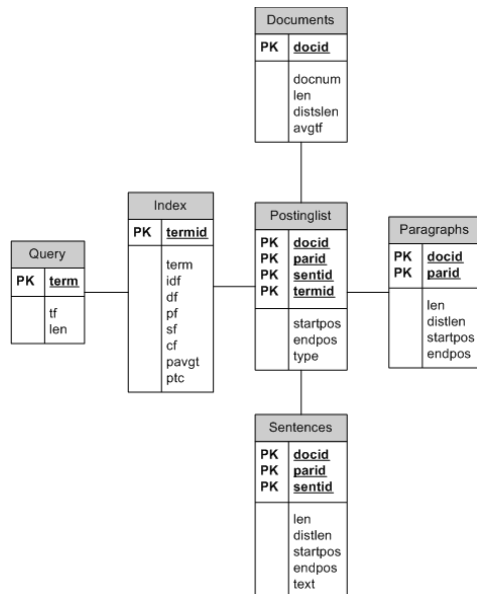 Documents
PK docid
docnum
len
distslen
avgtf
Index
PK termid
term
idf
df
pf
sf
cf
pavgt
ptc
Query
PK term
tf
len
Postinglist
PK docid
PK parid
PK sentid
PK termid
startpos
endpos
type
Paragraphs
PK docid
PK parid
len
distlen
startpos
endpos
Sentences
PK docid
PK parid
PK sentid
len
distlen
startpos
endpos
text